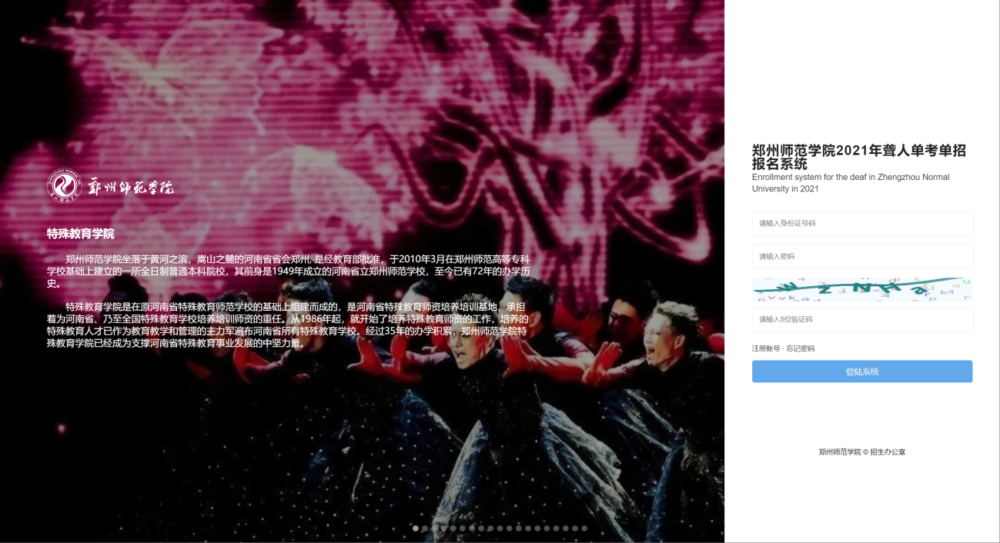 郑州师范学院
特殊教育学院
郑州师范学院坐落于黄河之滨，嵩山之麓的河南省省会郑州, 是经教育部批准，于2010年3月在郑州师范高等专科
学校基础上建立的一所全日制普通本科院校，其前身是1949年成立的河南省立郑州师范学校，至今已有72年的办学历
史。
特殊教育学院是在原河南省特殊教育师范学校的基础上组建而成的，是河南省特殊教育师资培养培训基地，承担
着为河南省、乃至全国特殊教育学校培养培训师资的重任。从1986年起，就开始了培养特殊教育师资的工作，培养的
特殊教育人才已作为教育教学和管理的主力军遍布河南省所有特殊教育学校。经过35年的办学积累，郑州师范学院特
殊教育学院已经成为支撑河南省特殊教育事业发展的中坚力量。
郑州师范学院2021年聋人单考单招
报名系统
Enrollment system for the deaf in Zhengzhou Normal
University in 2021
请输入身份证号码
请输入密码
请输入5位验证码
注册账号 · 忘记密码
登陆系统
郑州师范学院 © 招生办公室